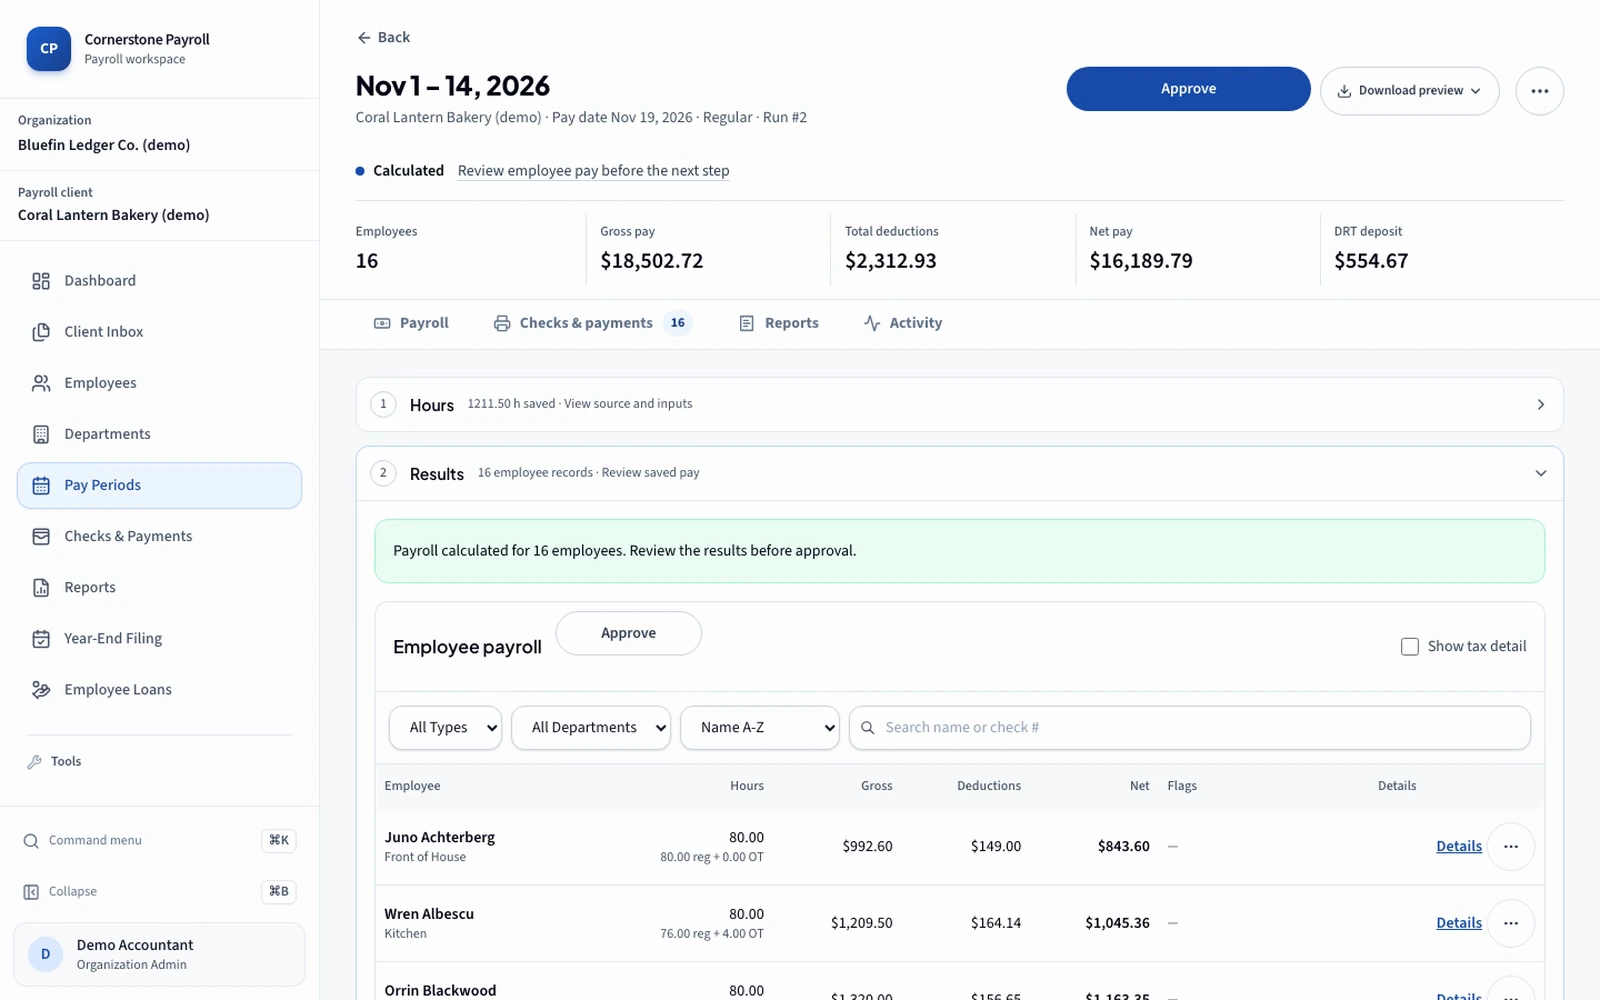 CP
Cornerstone Payroll
Payroll workspace
Organization
Bluefin Ledger Co. (demo)
Payroll client
Coral Lantern Bakery (demo)
Dashboard
Client Inbox
Employees
Departments
Pay Periods
Checks & Payments
Reports
Year-End Filing
Employee Loans
Tools
Command menu ⌘K
Collapse ⌘B
D
Demo Accountant
Organization Admin
Back
Nov 1 – 14, 2026
Approve
Download preview
Coral Lantern Bakery (demo) · Pay date Nov 19, 2026 · Regular · Run #2
Calculated Review employee pay before the next step
Employees
16
Gross pay
$18,502.72
Total deductions
$2,312.93
Net pay
$16,189.79
DRT deposit
$554.67
Payroll
Checks & payments 16
Reports
Activity
1 Hours 1211.50 h saved · View source and inputs
2 Results 16 employee records · Review saved pay
Payroll calculated for 16 employees. Review the results before approval.
Employee payroll
Approve
Show tax detail
All Types
All Departments
Name A-Z
Search name or check #
Employee Hours Gross Deductions Net Flags Details
Juno Achterberg 80.00
Front of House 80.00 reg + 0.00 OT $992.60 $149.00 $843.60 — Details
Wren Albescu 80.00
Kitchen 76.00 reg + 4.00 OT $1,209.50 $164.14 $1,045.36 — Details
Orrin Blackwood 80.00
$1,320.00 $156.65 $1,163.35 Details